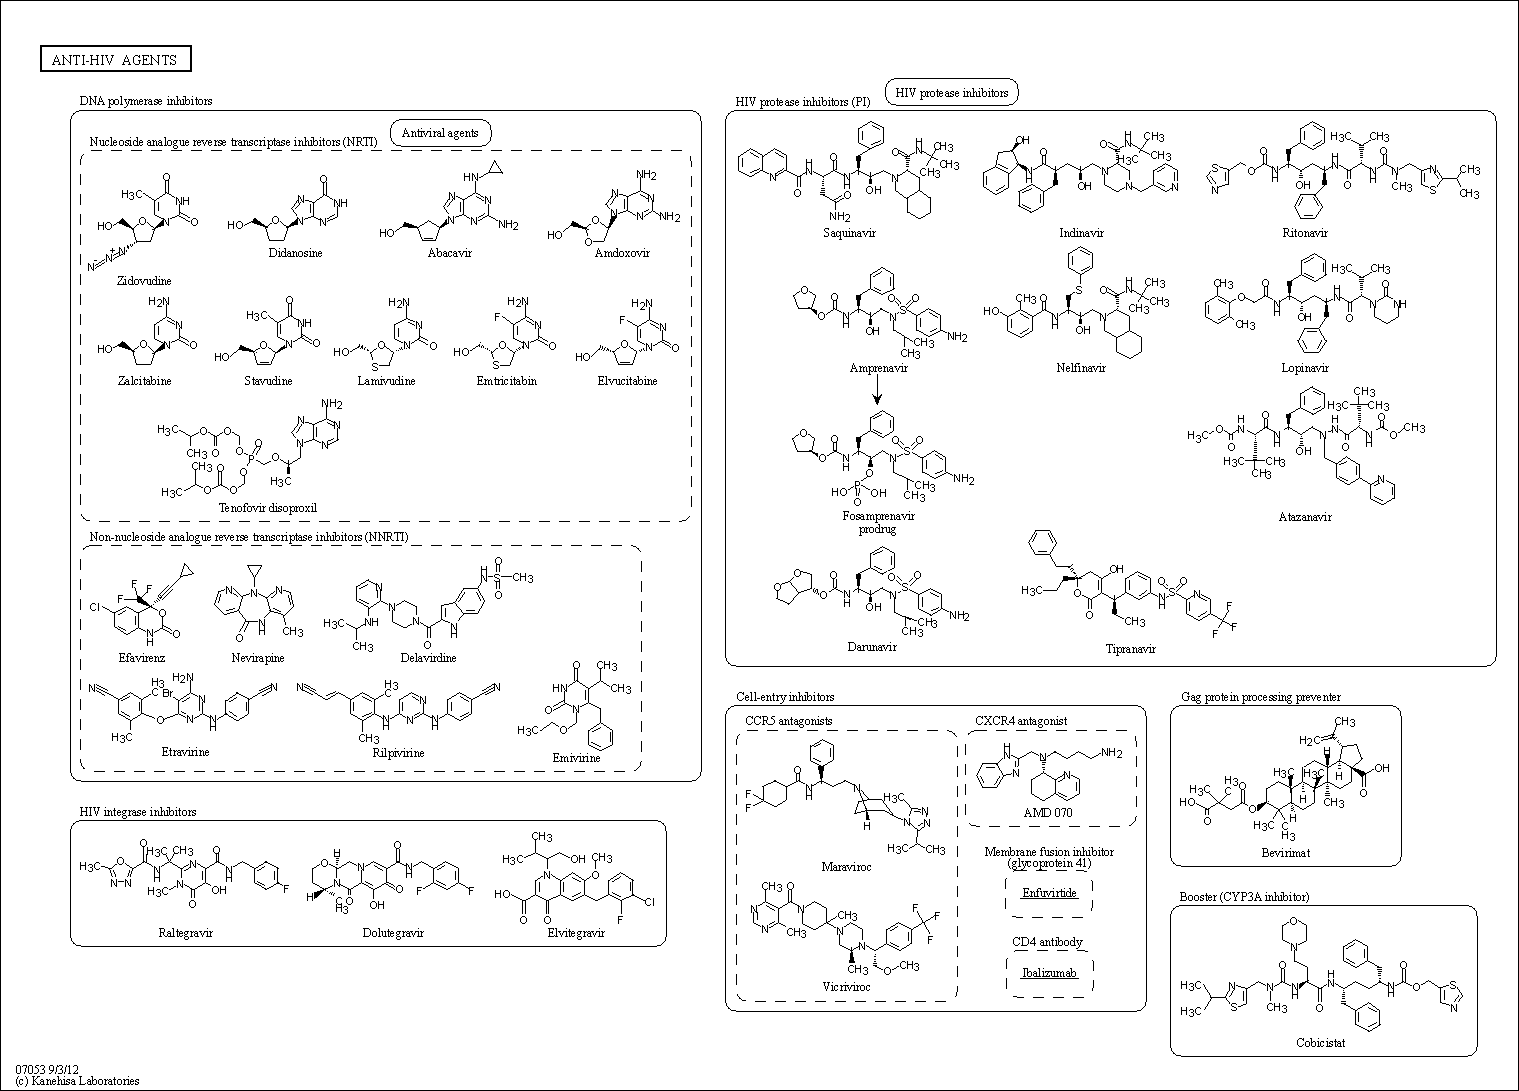 ANTI-HIV AGENTS
DNA polymerase inhibitors
Antiviral agents
Nucleoside analogue reverse transcriptase inhibitors (NRTI)
Zidovudine
Didanosine
Abacavir
Amdoxovir
Zalcitabine
Stavudine
Lamivudine
Emtricitabin
Elvucitabine
Tenofovir disoproxil
Non-nucleoside analogue reverse transcriptase inhibitors (NNRTI)
Efavirenz
Nevirapine
Delavirdine
Etravirine
Rilpivirine
Emivirine
HIV integrase inhibitors
Raltegravir
Dolutegravir
Elvitegravir
HIV protease inhibitors (PI)
HIV protease inhibitors
Saquinavir
Indinavir
Ritonavir
Amprenavir
Nelfinavir
Lopinavir
Fosamprenavir
prodrug
Atazanavir
Darunavir
Tipranavir
Cell-entry inhibitors
CCR5 antagonists
Maraviroc
Vicriviroc
CXCR4 antagonist
AMD 070
Membrane fusion inhibitor
(glycoprotein 41)
Enfuvirtide
CD4 antibody
Ibalizumab
Gag protein processing preventer
Bevirimat
Booster (CYP3A inhibitor)
Cobicistat
07053 9/3/12
(c) Kanehisa Laboratories